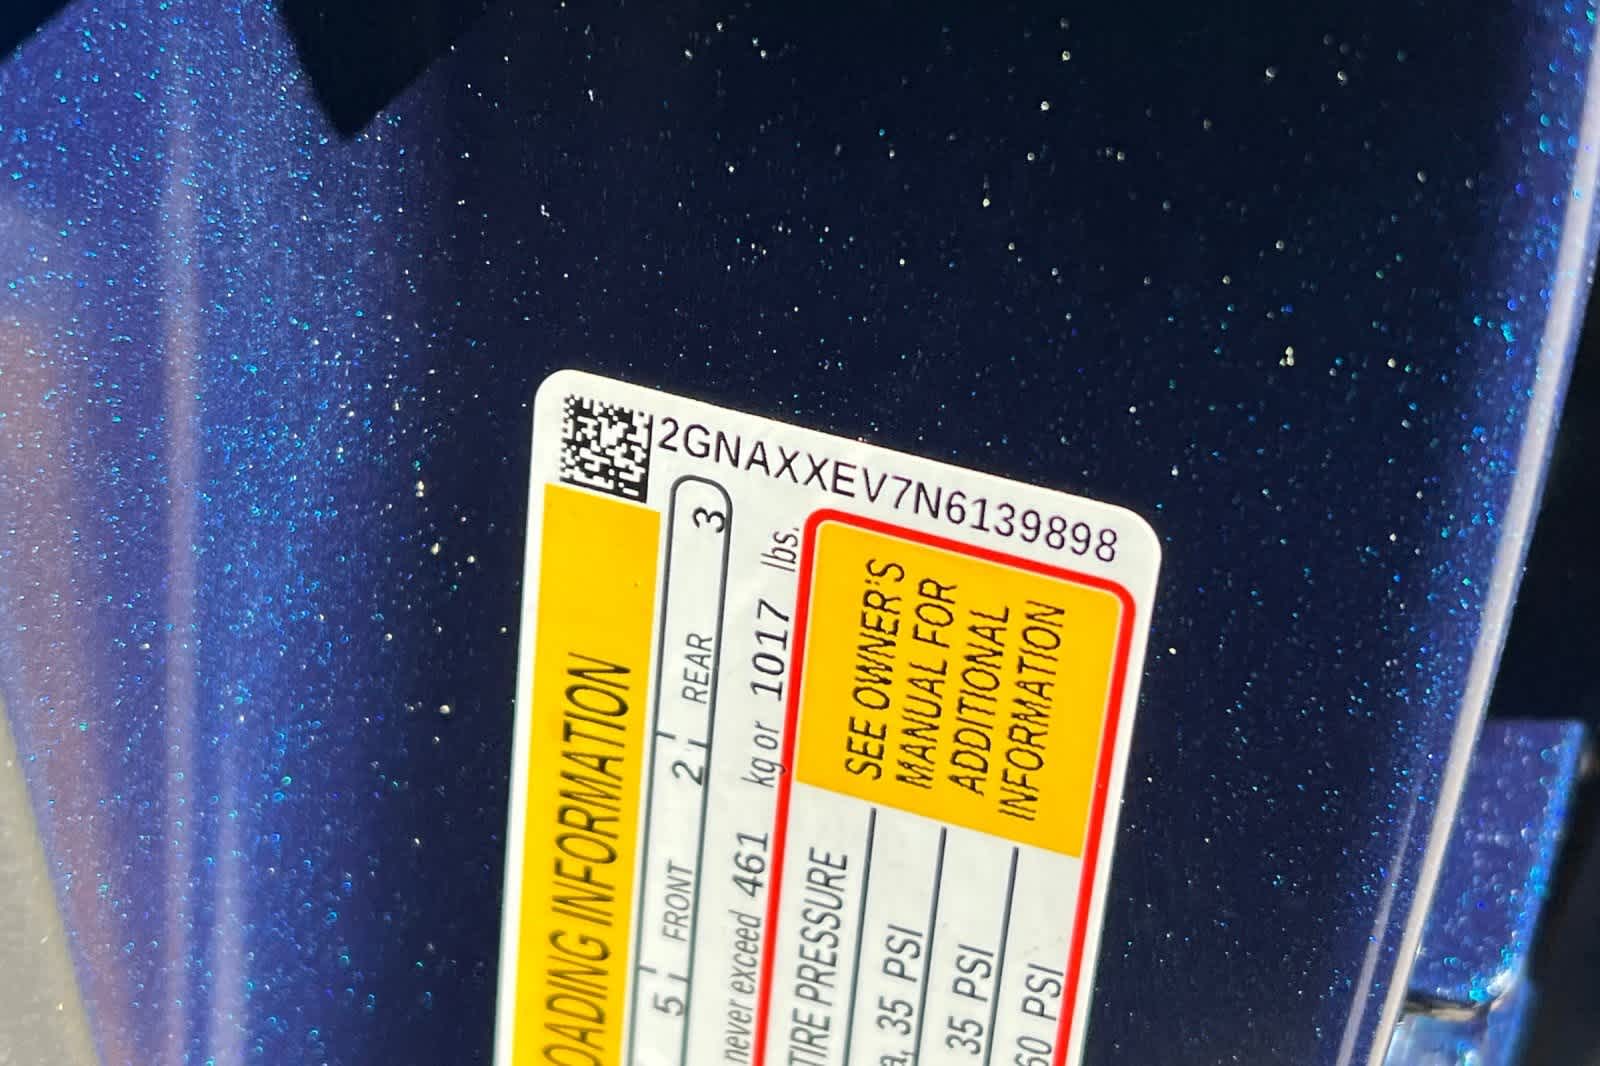 2GNAXXEV7N6139898
LOADING INFORMATION
5 FRONT 2 REAR 3
never exceed 461 kg or 1017 lbs.
TIRE PRESSURE
35 PSI
35 PSI
60 PSI
SEE OWNER'S
MANUAL FOR
ADDITIONAL
INFORMATION